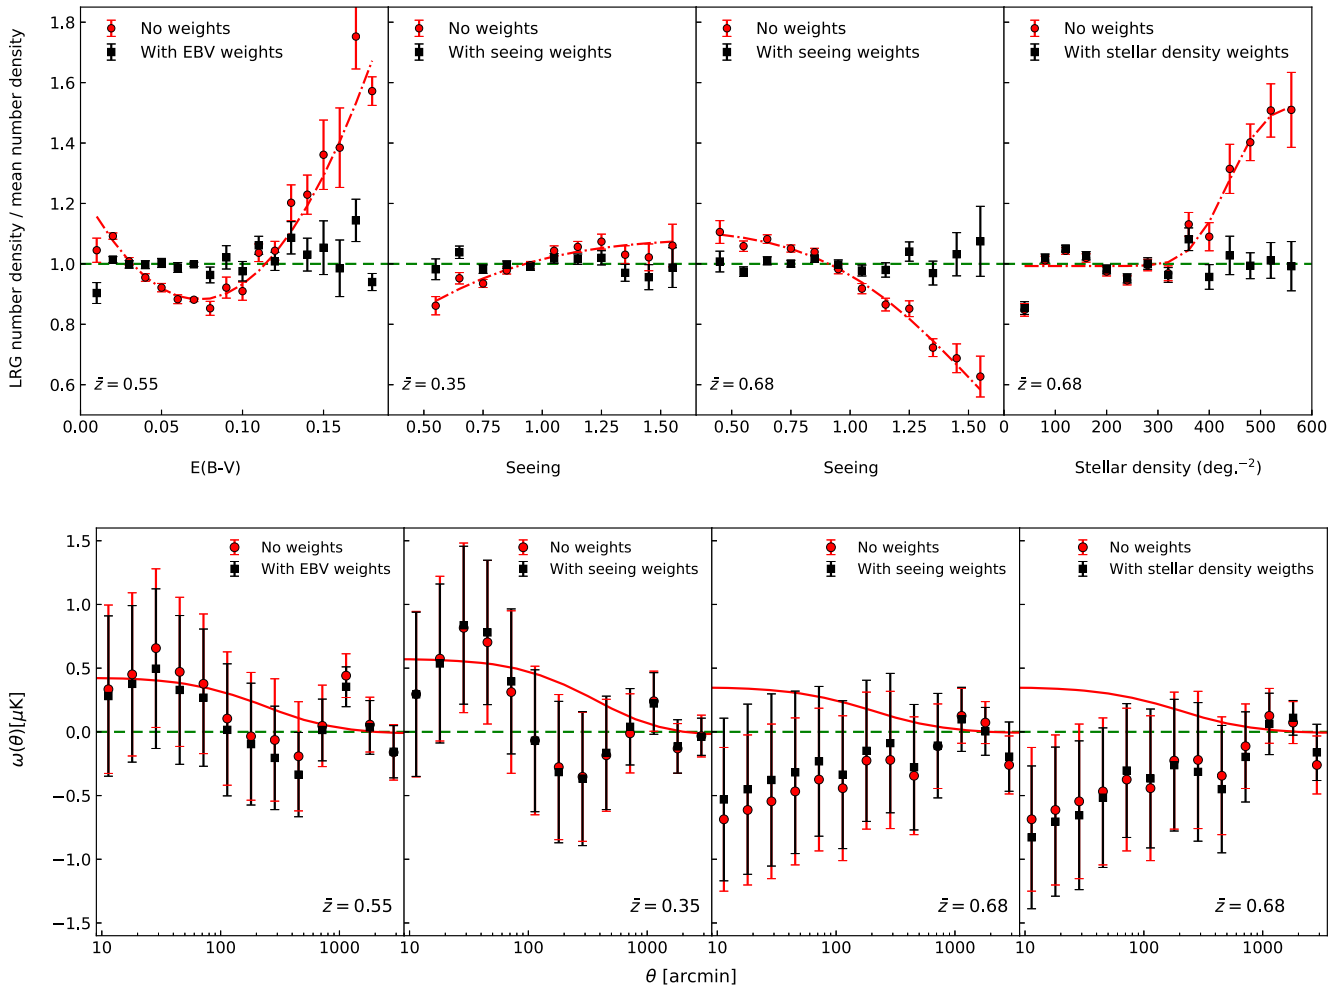 LRG number density / mean number density
1.8
1.6
1.4
1.2
1.0
0.8
0.6
No weights
With EBV weights
z̄ = 0.55
0.00 0.05 0.10 0.15
E(B-V)
No weights
With seeing weights
z̄ = 0.35
0.50 0.75 1.00 1.25 1.50
Seeing
No weights
With seeing weights
z̄ = 0.68
0.50 0.75 1.00 1.25 1.50
Seeing
No weights
With stellar density weights
z̄ = 0.68
0 100 200 300 400 500 600
Stellar density (deg.⁻²)
ω(θ)[μK]
1.5
1.0
0.5
0.0
−0.5
−1.0
−1.5
No weights
With EBV weights
z̄ = 0.55
10 100 1000
No weights
With seeing weights
z̄ = 0.35
10 100 1000
No weights
With seeing weights
z̄ = 0.68
10 100 1000
No weights
With stellar density weigths
z̄ = 0.68
10 100 1000
θ [arcmin]